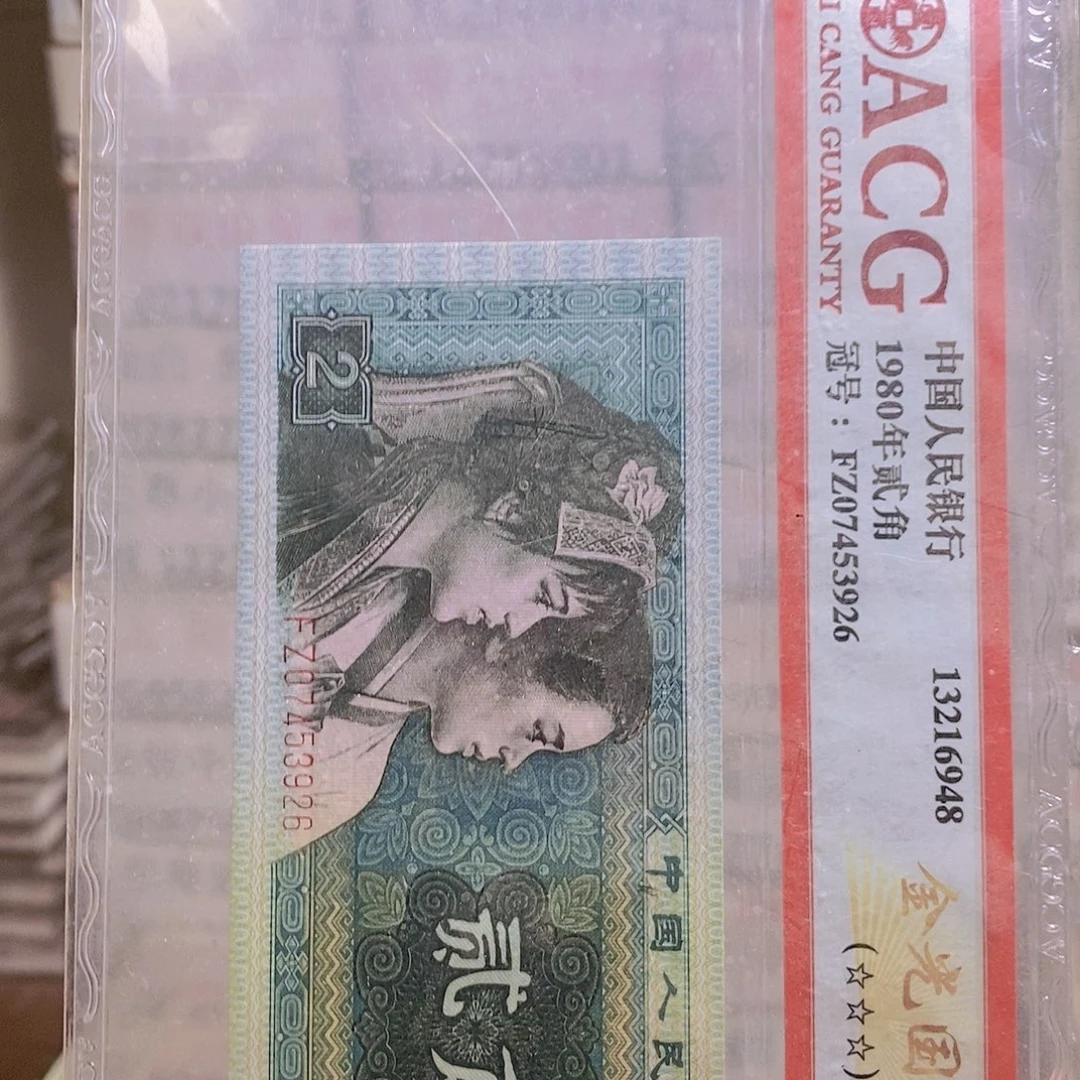 ACG
I CANG GUARANTY
中国人民银行
1980年贰角
冠号：FZ07453926
13216948
金光国
(☆☆☆)
2
FZ07453926
中国人民
贰